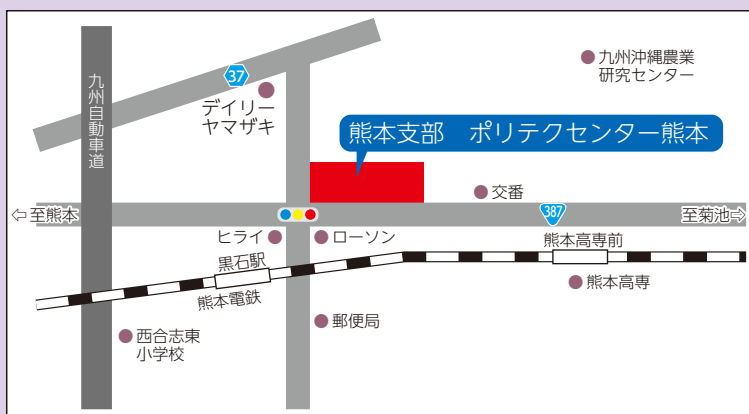 九州沖縄農業
研究センター
37
九州自動車道
デイリー
ヤマザキ
熊本支部　ポリテクセンター熊本
交番
至熊本
387
至菊池
ヒライ
ローソン
熊本高専前
黒石駅
熊本電鉄
熊本高専
郵便局
西合志東
小学校